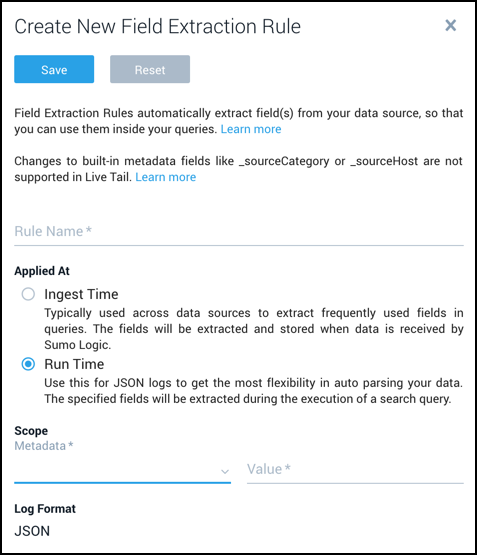 Create New Field Extraction Rule
Save
Reset
Field Extraction Rules automatically extract field(s) from your data source, so that
you can use them inside your queries. Learn more
Changes to built-in metadata fields like _sourceCategory or _sourceHost are not
supported in Live Tail. Learn more
Rule Name *
Applied At
Ingest Time
Typically used across data sources to extract frequently used fields in
queries. The fields will be extracted and stored when data is received by
Sumo Logic.
Run Time
Use this for JSON logs to get the most flexibility in auto parsing your data.
The specified fields will be extracted during the execution of a search query.
Scope
Metadata *
Value *
Log Format
JSON